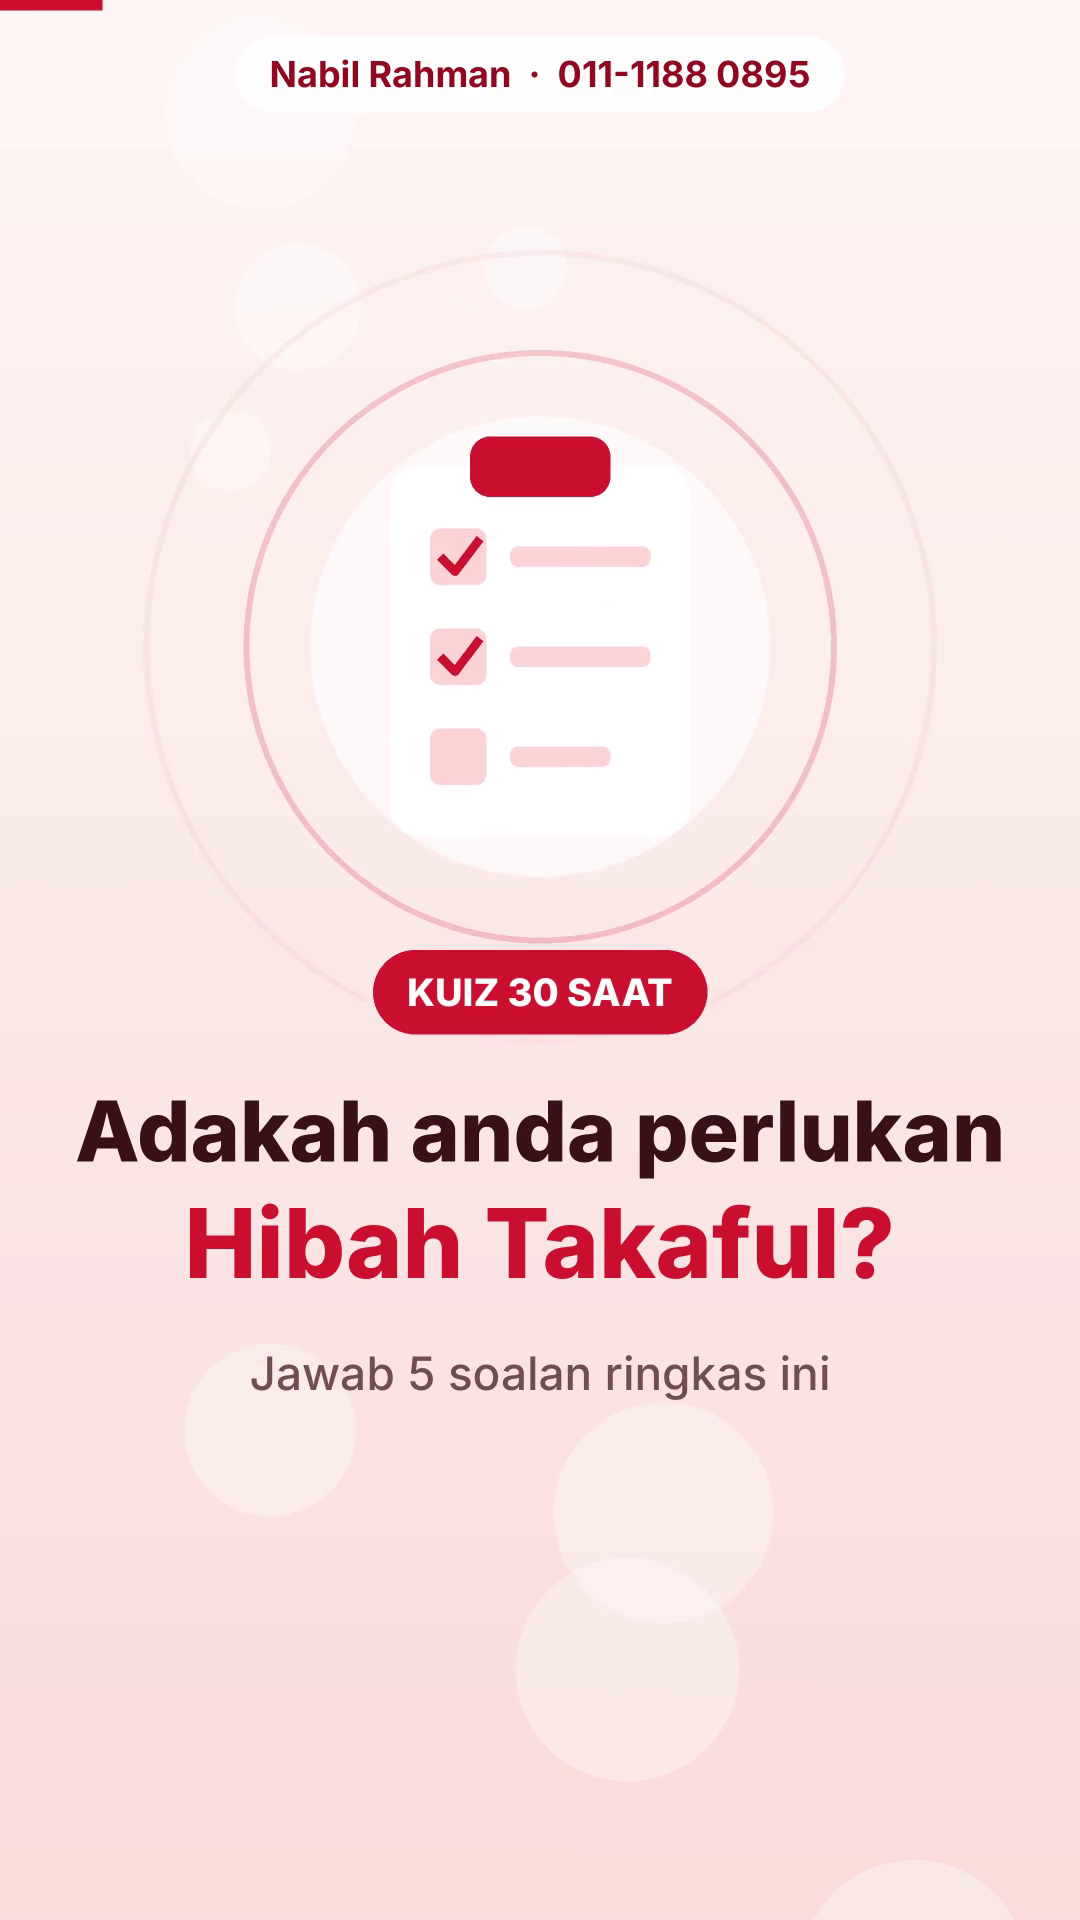 Nabil Rahman · 011-1188 0895
KUIZ 30 SAAT
Adakah anda perlukan
Hibah Takaful?
Jawab 5 soalan ringkas ini